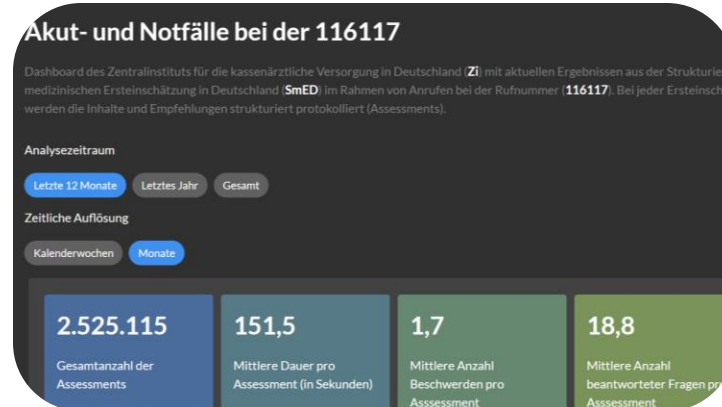 Akut- und Notfälle bei der 116117
Dashboard des Zentralinstituts für die kassenärztliche Versorgung in Deutschland (Zi) mit aktuellen Ergebnissen aus der
medizinischen Ersteinschätzung in Deutschland (SmED) im Rahmen von Anrufen bei der Rufnummer (116117). Bei jeder
werden die Inhalte und Empfehlungen strukturiert protokolliert (Assessments).
Analysezeitraum
Letzte 12 Monate Letztes Jahr Gesamt
Zeitliche Auflösung
Kalenderwochen Monate
2.525.115 151,5 1,7 18,8
Gesamtanzahl der Mittlere Dauer pro Mittlere Anzahl Mittlere Anzahl
Assessments Assessment (in Sekunden) Beschwerden pro beantworteter Fragen
Asssessment Asssessment